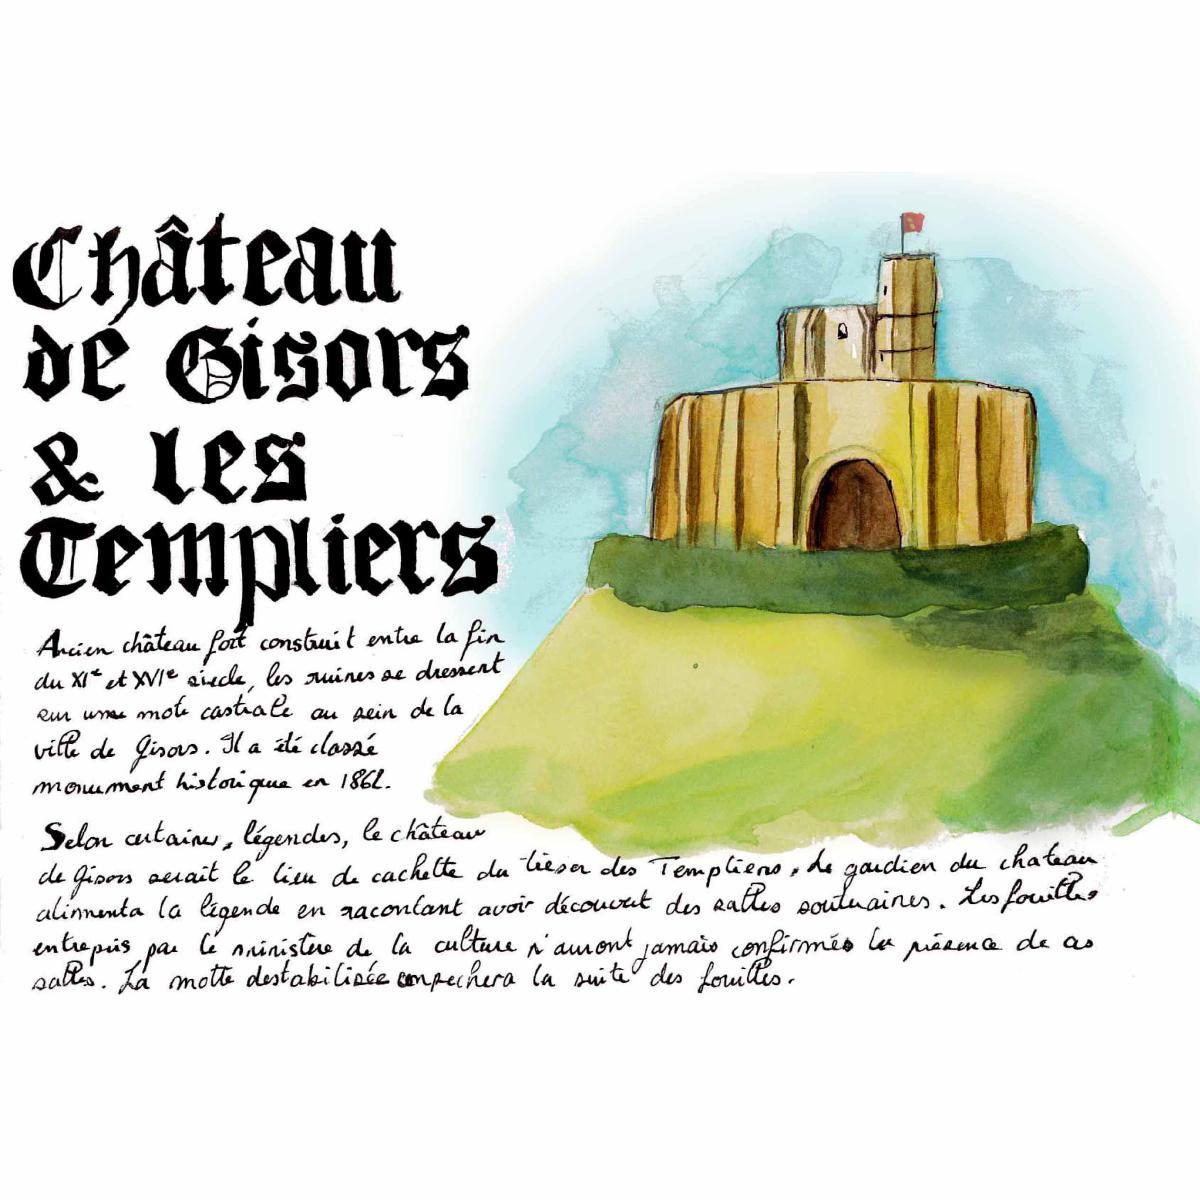 Château
de Gisors
& les
Templiers
Ancien château fort construit entre la fin
du XIe et XVIe siècle, les ruines se dressent
sur une mote castrale au sein de la
ville de Gisors. Il a été classé
monument historique en 1862.
Selon certaines légendes, le château
de Gisors serait le lieu de cachette du trésor des Templiers. Le gardien du chateau
alimenta la légende en racontant avoir découvert des salles souterraines. Les fouilles
entrepris par le ministère de la culture n'auront jamais confirmés la présence de ces
salles. La motte destabilisée empechera la suite des fouilles.